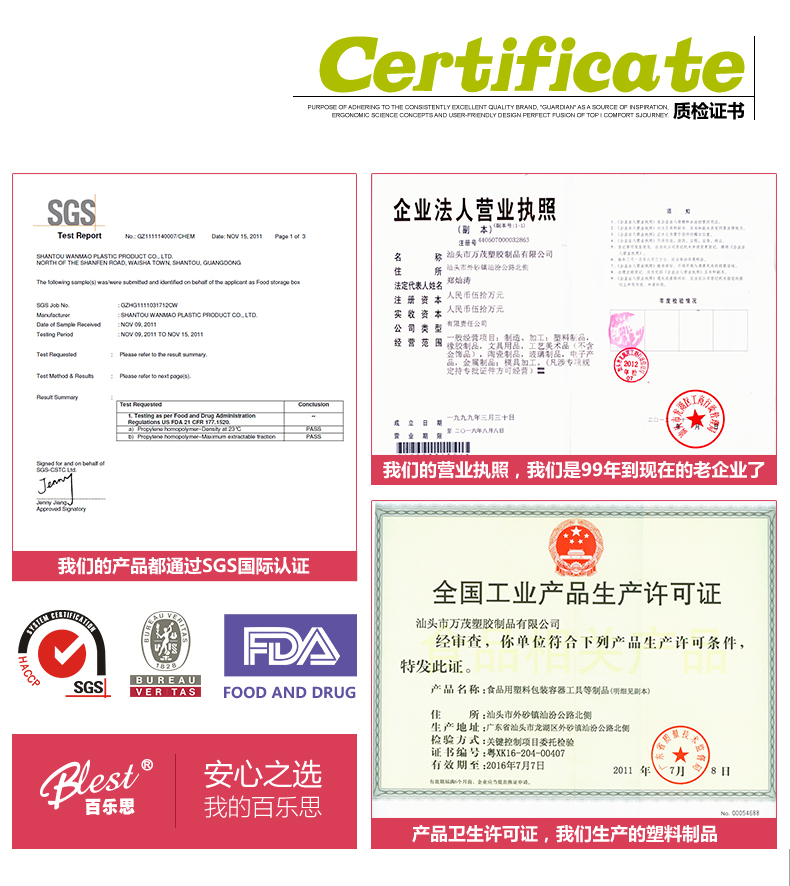 Certificate
PURPOSE OF ADHERING TO THE CONSISTENTLY EXCELLENT QUALITY BRAND, "GUARDIAN" AS A SOURCE OF INSPIRATION,
ERGONOMIC SCIENCE CONCEPTS AND USER-FRIENDLY DESIGN PERFECT FUSION OF TOP I COMFORT SJOURNEY.
质检证书
SGS
Test Report No.: GZ1111140007/CHEM Date: NOV 15, 2011 Page 1 of 3
SHANTOU WANMAO PLASTIC PRODUCT CO., LTD.
NORTH OF THE SHANFEN ROAD, WAISHA TOWN, SHANTOU, GUANGDONG
The following sample(s) was/were submitted and identified on behalf of the applicant as Food storage box
SGS Job No. : GZHG1111031712CW
Manufacturer : SHANTOU WANMAO PLASTIC PRODUCT CO., LTD.
Date of Sample Received : NOV 09, 2011
Testing Period : NOV 09, 2011 TO NOV 15, 2011
Test Requested : Please refer to the result summary.
Test Method & Results : Please refer to next page(s).
Result Summary :
Test Requested Conclusion
1. Testing as per Food and Drug Administration
Regulations US FDA 21 CFR 177.1520. --
a) Propylene homopolymer–Density at 23℃ PASS
b) Propylene homopolymer–Maximum extractable fraction PASS
Signed for and on behalf of
SGS-CSTC Ltd.
Jenny
Jenny Jiang
Approved Signatory
我们的产品都通过SGS国际认证
企业法人营业执照
(副 本)(副本号:1-1)
注册号 440507000032863
名 称 汕头市万茂塑胶制品有限公司
住 所 汕头市外砂镇汕汾公路北侧
法定代表人姓名 郑灿涛
注 册 资 本 人民币伍拾万元
实 收 资 本 人民币伍拾万元
公 司 类 型 有限责任公司
经 营 范 围 一般经营项目:制造、加工:塑料制品,
橡胶制品,文具用品,工艺美术品(不含
金饰品),陶瓷制品,玻璃制品,电子产
品,金属制品;模具加工。(凡涉专项规
定持专批证件方可经营)
成 立 日 期 一九九九年三月三十日
营 业 期 限 至二〇一六年八月八日
须 知
年度检验情况
2012
我们的营业执照,我们是99年到现在的老企业了
全国工业产品生产许可证
汕头市万茂塑胶制品有限公司
经审查,你单位符合下列产品生产许可条件,
特发此证。
食品相关产品
产品名称:食品用塑料包装容器工具等制品(明细见副本)
住 所:汕头市外砂镇汕汾公路北侧
生产地址:广东省汕头市龙湖区外砂镇汕汾公路北侧
检验方式:关键控制项目委托检验
证书编号:粤XK16-204-00407
有效期至:2016年7月7日
2011 年 7月 8 日
有效期届满6个月前,企业应当提出换证申请。
No. 00054688
产品卫生许可证,我们生产的塑料制品
SYSTEM CERTIFICATION
HACCP
SGS
BUREAU VERITAS
1828
BUREAU
VERITAS
FDA
FOOD AND DRUG
Blest®
百乐思
安心之选
我的百乐思